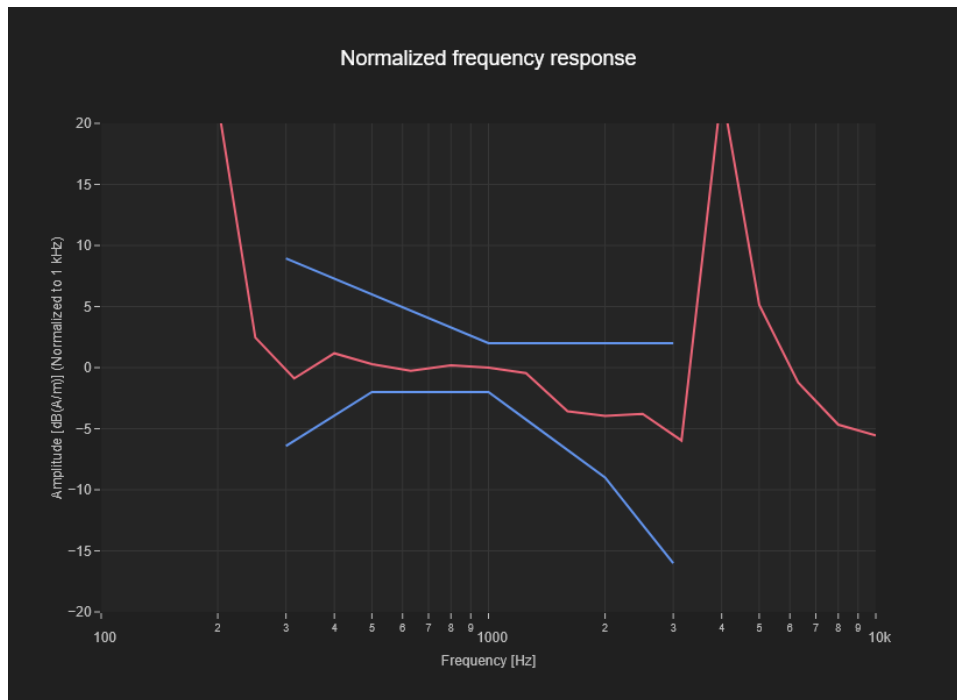 Normalized frequency response
Amplitude [dB(A/m)] (Normalized to 1 kHz)
20
15
10
5
0
−5
−10
−15
−20
100 2 3 4 5 6 7 8 9 1000 2 3 4 5 6 7 8 9 10k
Frequency [Hz]